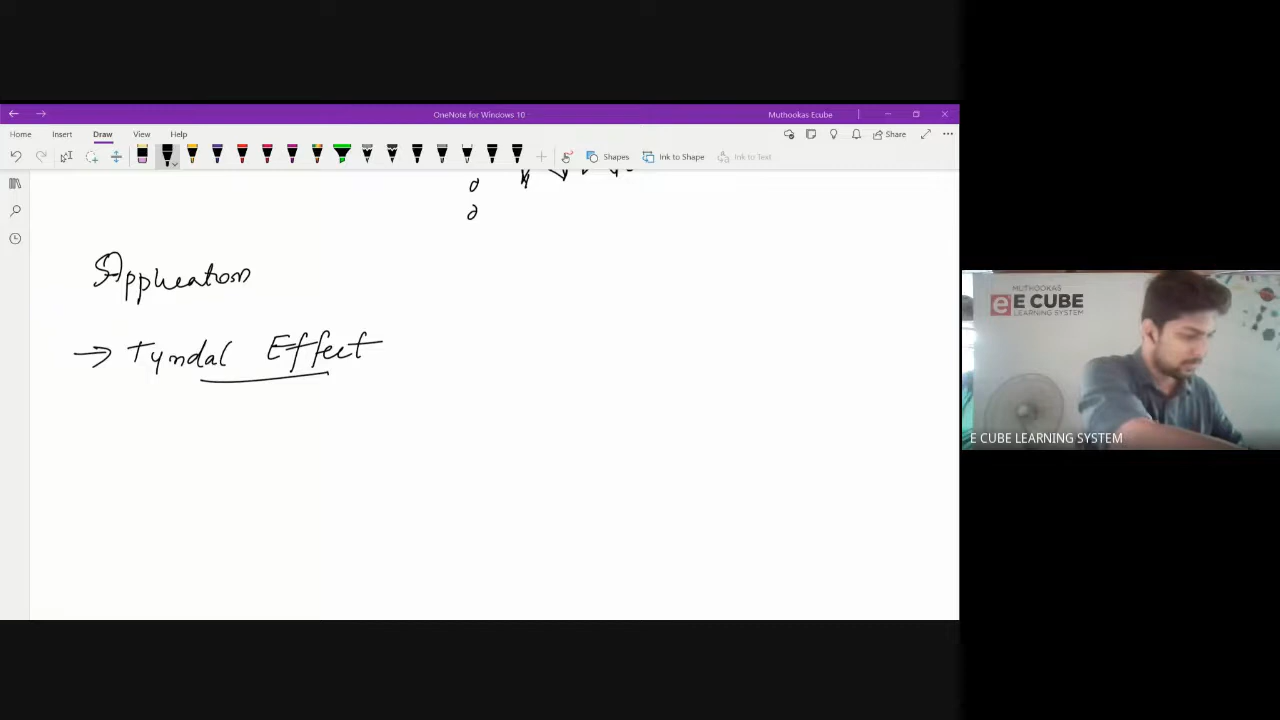 OneNote for Windows 10
Muthookas Ecube
Home Insert Draw View Help
Share
Shapes Ink to Shape Ink to Text
Application
→ Tyndal Effect
MUTHOOKAS
e E CUBE
LEARNING SYSTEM
E CUBE LEARNING SYSTEM